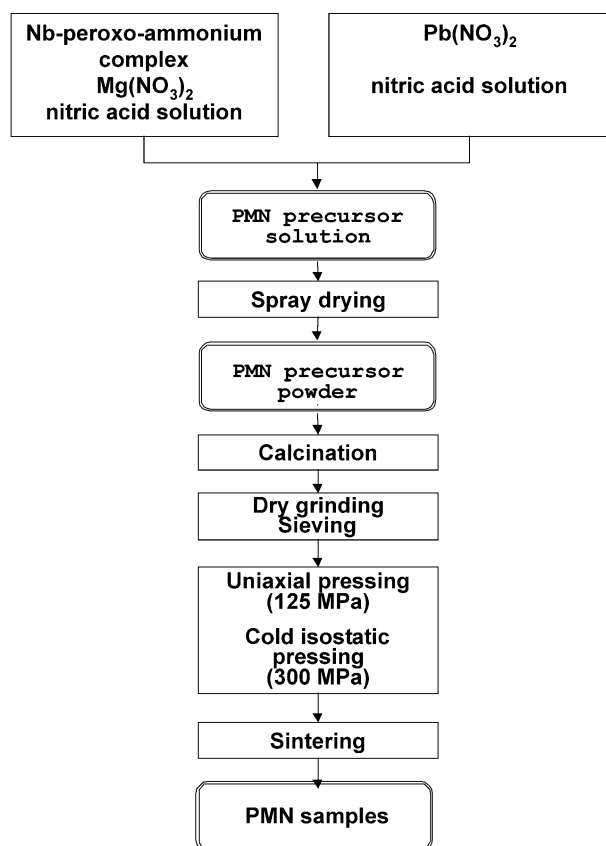 Nb-peroxo-ammonium
complex
Mg(NO₃)₂
nitric acid solution
Pb(NO₃)₂
nitric acid solution
PMN precursor
solution
Spray drying
PMN precursor
powder
Calcination
Dry grinding
Sieving
Uniaxial pressing
(125 MPa)
Cold isostatic
pressing
(300 MPa)
Sintering
PMN samples